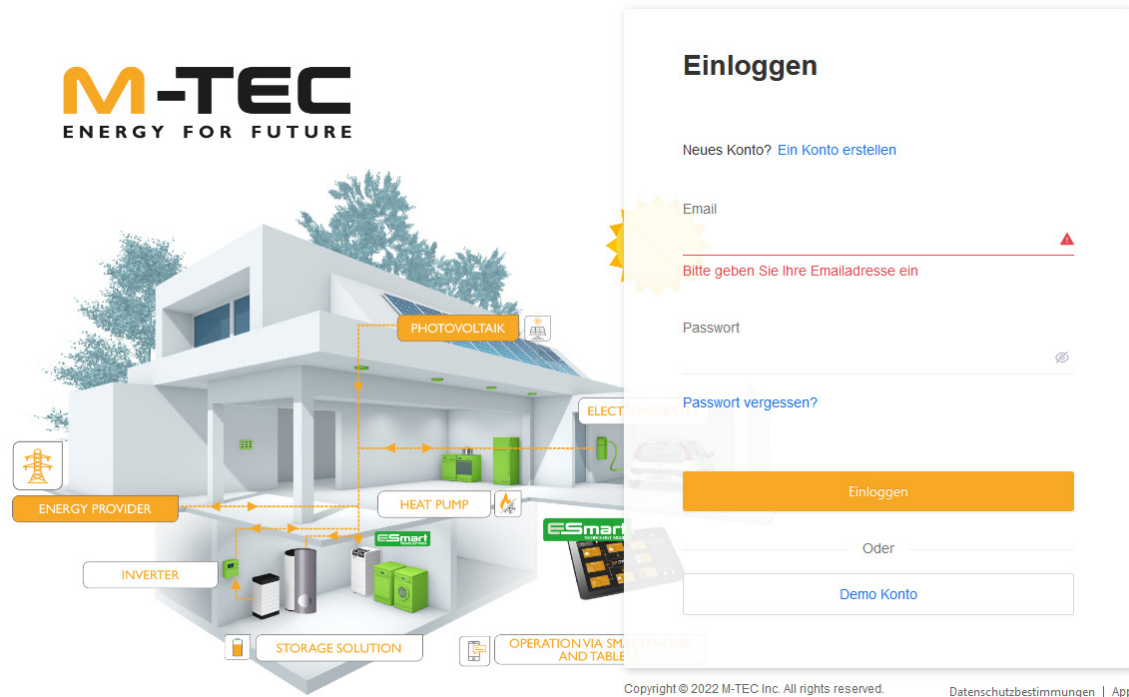 M-TEC
ENERGY FOR FUTURE
PHOTOVOLTAIK
ELECTROMOBILITY
ENERGY PROVIDER
HEAT PUMP
ESmart
ESmart
INVERTER
STORAGE SOLUTION
OPERATION VIA SMARTPHONE
AND TABLETS
Einloggen
Neues Konto? Ein Konto erstellen
Email
Bitte geben Sie Ihre Emailadresse ein
Passwort
Passwort vergessen?
Einloggen
Oder
Demo Konto
Copyright © 2022 M-TEC Inc. All rights reserved.
Datenschutzbestimmungen | App